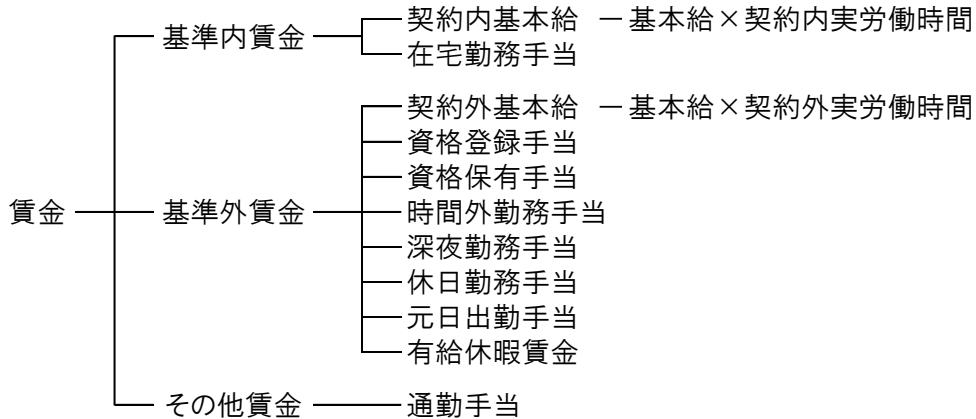 契約内基本給 －基本給×契約内実労働時間
基準内賃金
在宅勤務手当
契約外基本給 －基本給×契約外実労働時間
資格登録手当
資格保有手当
賃金 基準外賃金 時間外勤務手当
深夜勤務手当
休日勤務手当
元日出勤手当
有給休暇賃金
その他賃金 通勤手当